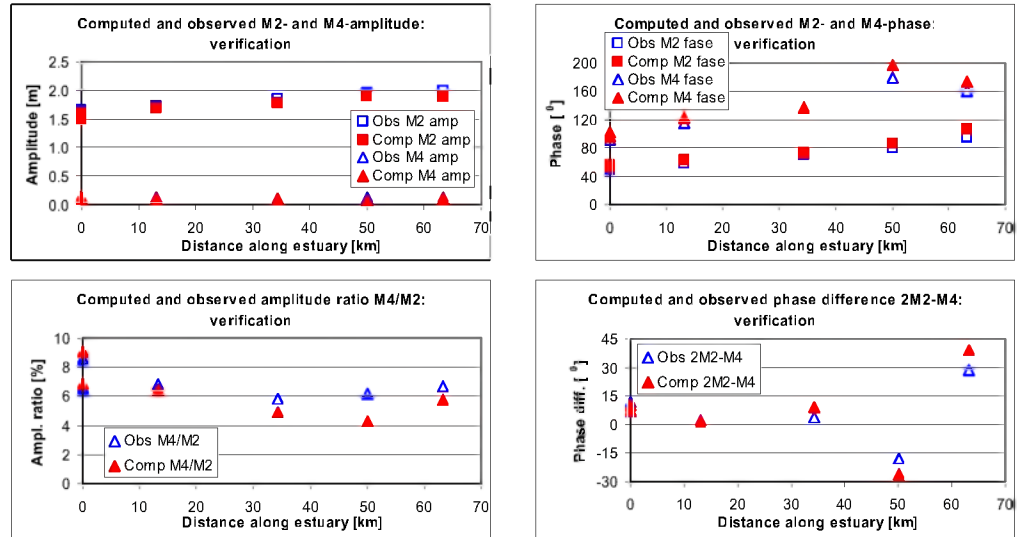 Computed and observed M2- and M4-amplitude:
verification
Amplitude [m]
2.5
2.0
1.5
1.0
0.5
0.0
Obs M2 amp
Comp M2 amp
Obs M4 amp
Comp M4 amp
0 10 20 30 40 50 60 70
Distance along estuary [km]
Computed and observed M2- and M4-phase:
verification
Phase [ 0]
200
160
120
80
40
0
Obs M2 fase
Comp M2 fase
Obs M4 fase
Comp M4 fase
0 10 20 30 40 50 60 70
Distance along estuary [km]
Computed and observed amplitude ratio M4/M2:
verification
Ampl. ratio [%]
10
8
6
4
2
0
Obs M4/M2
Comp M4/M2
0 10 20 30 40 50 60 70
Distance along estuary [km]
Computed and observed phase difference 2M2-M4:
verification
Phase diff. [ 0]
45
30
15
0
-15
-30
Obs 2M2-M4
Comp 2M2-M4
0 10 20 30 40 50 60 70
Distance along estuary [km]